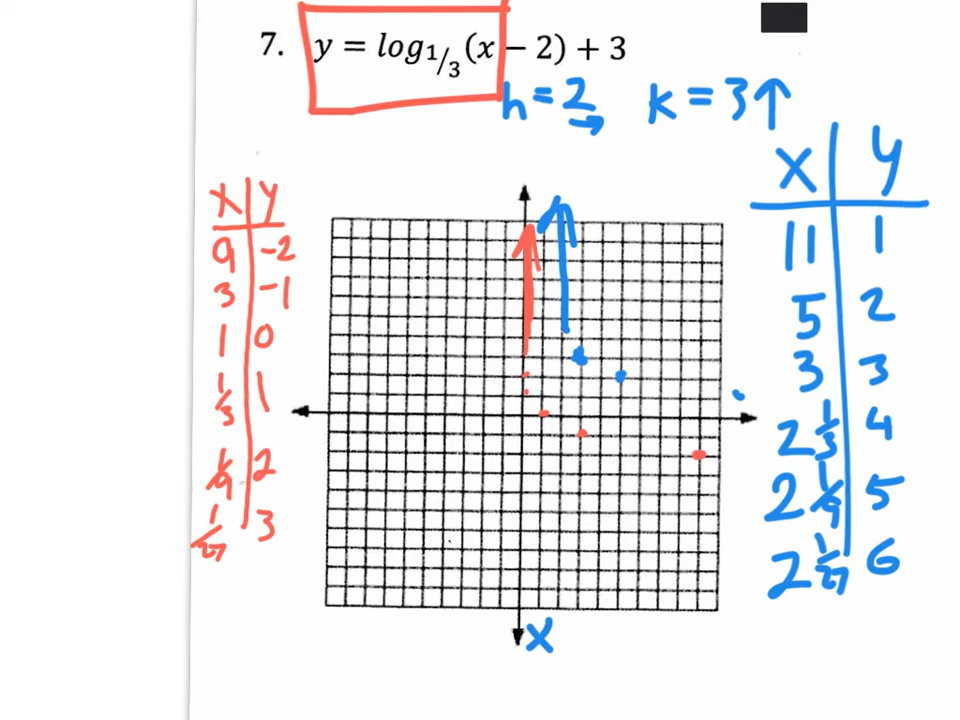 7. y = log1/3 (x − 2) + 3
h = 2 → k = 3 ↑
x y
9 -2
3 -1
1 0
1/3 1
1/9 2
1/27 3
x y
11 1
5 2
3 3
2 1/3 4
2 1/9 5
2 1/27 6
x